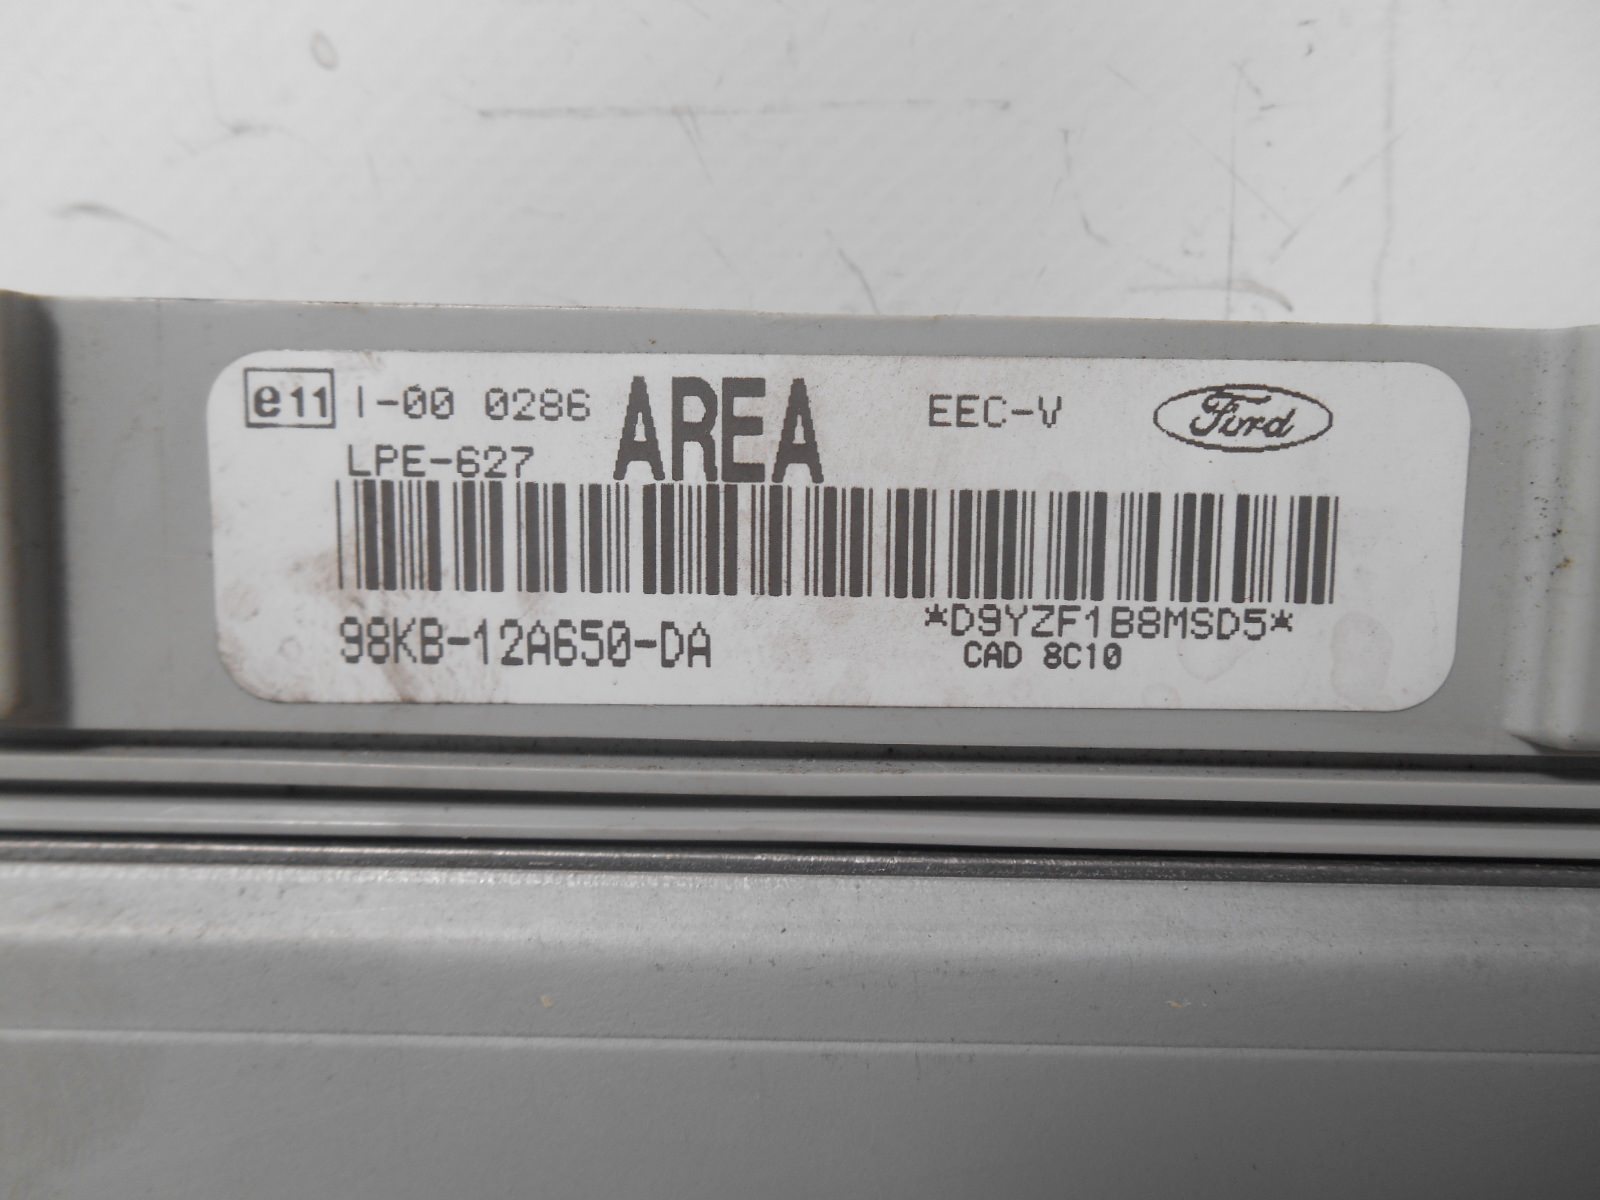 e11 I-00 0286 AREA EEC-V Ford
LPE-627
98KB-12A650-DA *D9YZF1B8MSD5*
CAD 8C10